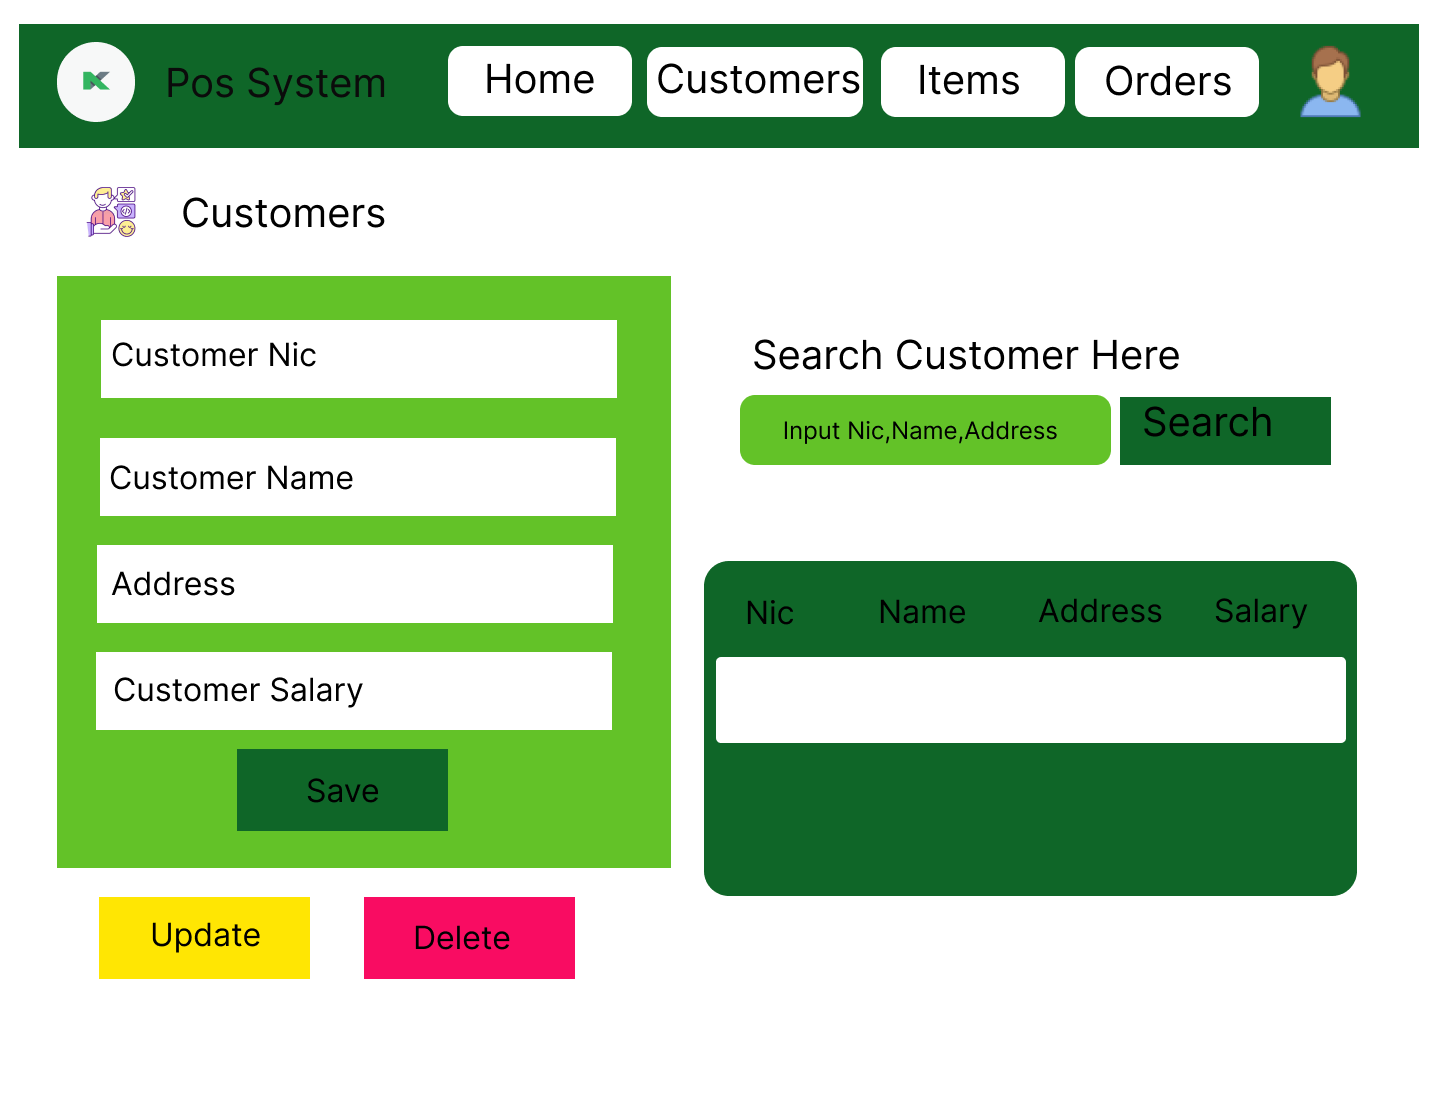 Pos System
Home
Customers
Items
Orders
Customers
Customer Nic
Customer Name
Address
Customer Salary
Save
Update
Delete
Search Customer Here
Input Nic,Name,Address
Search
Nic Name Address Salary